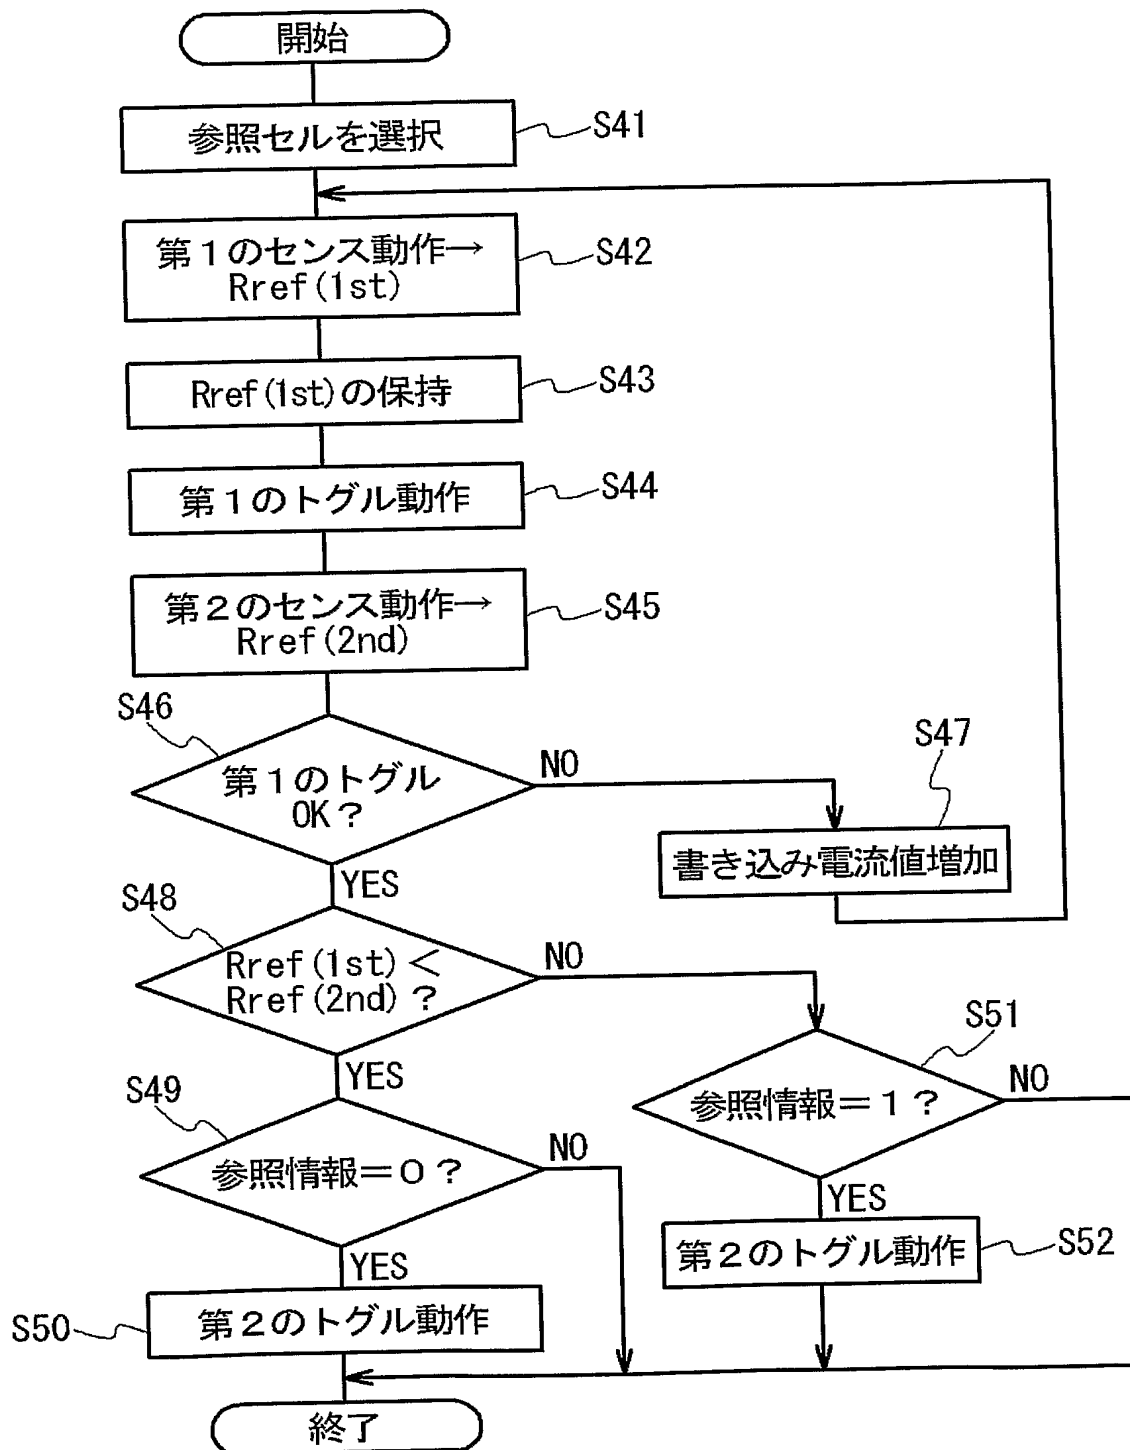 開始
参照セルを選択
S41
第1のセンス動作→
Rref(1st)
S42
Rref(1st)の保持
S43
第1のトグル動作
S44
第2のセンス動作→
Rref(2nd)
S45
S46
第1のトグル
OK?
NO
S47
書き込み電流値増加
YES
S48
Rref(1st)<
Rref(2nd)?
NO
S51
参照情報=1?
NO
YES
S49
参照情報=0?
NO
YES
第2のトグル動作
S52
YES
S50
第2のトグル動作
終了